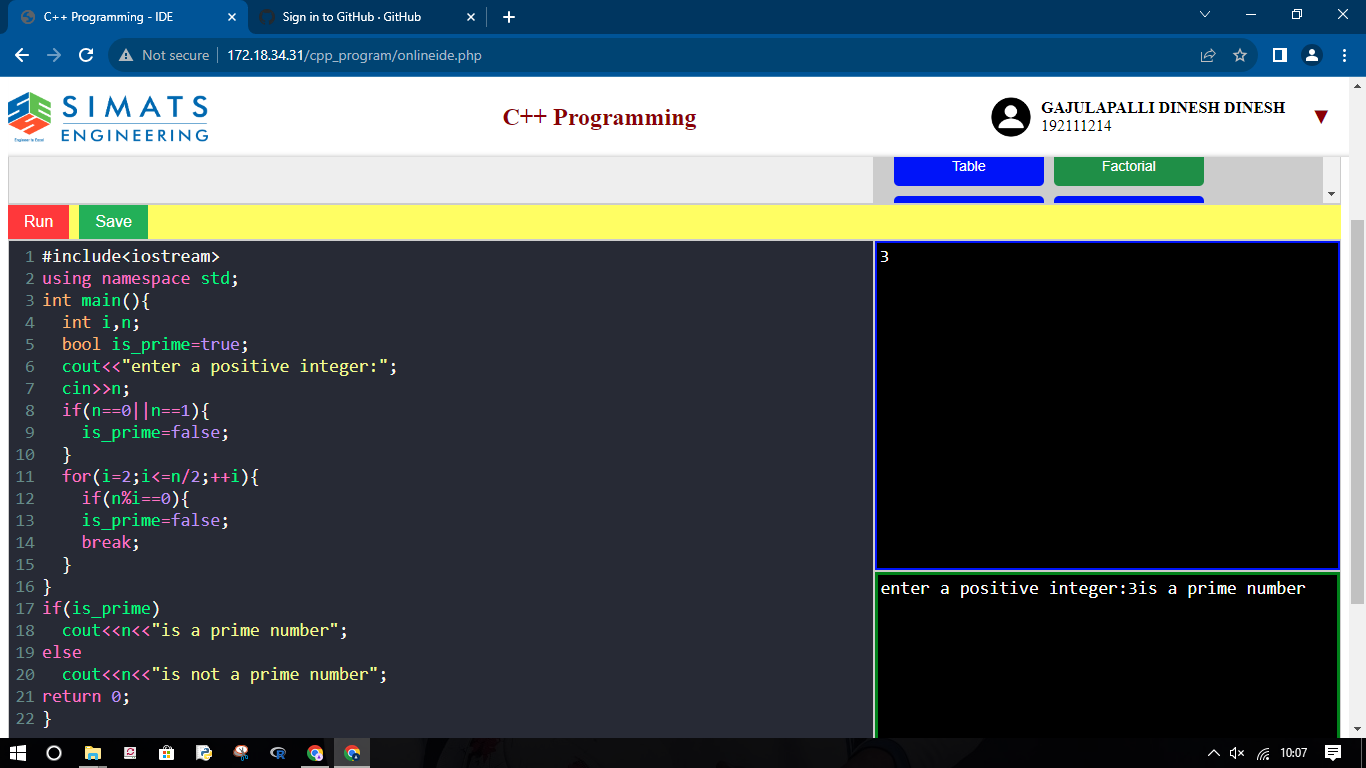 C++ Programming - IDE
Sign in to GitHub · GitHub
Not secure
172.18.34.31/cpp_program/onlineide.php
SIMATS
ENGINEERING
Engineer to Excel
C++ Programming
GAJULAPALLI DINESH DINESH
192111214
Table
Factorial
Run
Save
1 #include<iostream>
2 using namespace std;
3 int main(){
4 int i,n;
5 bool is_prime=true;
6 cout<<"enter a positive integer:";
7 cin>>n;
8 if(n==0||n==1){
9 is_prime=false;
10 }
11 for(i=2;i<=n/2;++i){
12 if(n%i==0){
13 is_prime=false;
14 break;
15 }
16 }
17 if(is_prime)
18 cout<<n<<"is a prime number";
19 else
20 cout<<n<<"is not a prime number";
21 return 0;
22 }
3
enter a positive integer:3is a prime number
10:07